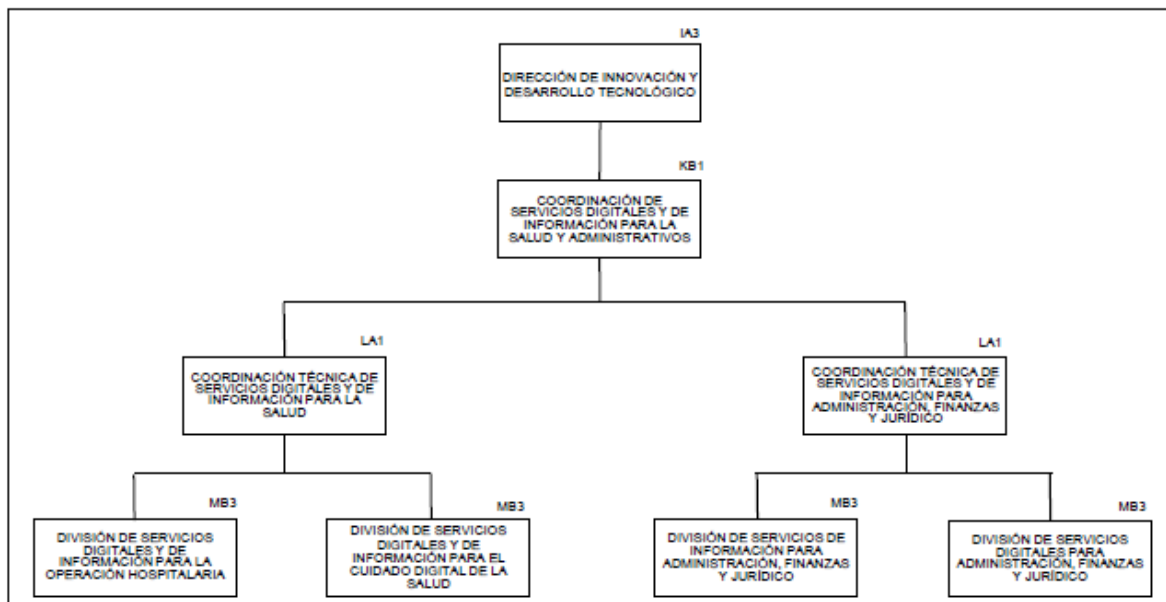 IA3
DIRECCIÓN DE INNOVACIÓN Y
DESARROLLO TECNOLÓGICO
KB1
COORDINACIÓN DE
SERVICIOS DIGITALES Y DE
INFORMACIÓN PARA LA
SALUD Y ADMINISTRATIVOS
LA1
COORDINACIÓN TÉCNICA DE
SERVICIOS DIGITALES Y DE
INFORMACIÓN PARA LA
SALUD
LA1
COORDINACIÓN TÉCNICA DE
SERVICIOS DIGITALES Y DE
INFORMACIÓN PARA
ADMINISTRACIÓN, FINANZAS
Y JURÍDICO
MB3
DIVISIÓN DE SERVICIOS
DIGITALES Y DE
INFORMACIÓN PARA LA
OPERACIÓN HOSPITALARIA
MB3
DIVISIÓN DE SERVICIOS
DIGITALES Y DE
INFORMACIÓN PARA EL
CUIDADO DIGITAL DE LA
SALUD
MB3
DIVISIÓN DE SERVICIOS DE
INFORMACIÓN PARA
ADMINISTRACIÓN, FINANZAS
Y JURÍDICO
MB3
DIVISIÓN DE SERVICIOS
DIGITALES PARA
ADMINISTRACIÓN, FINANZAS
Y JURÍDICO